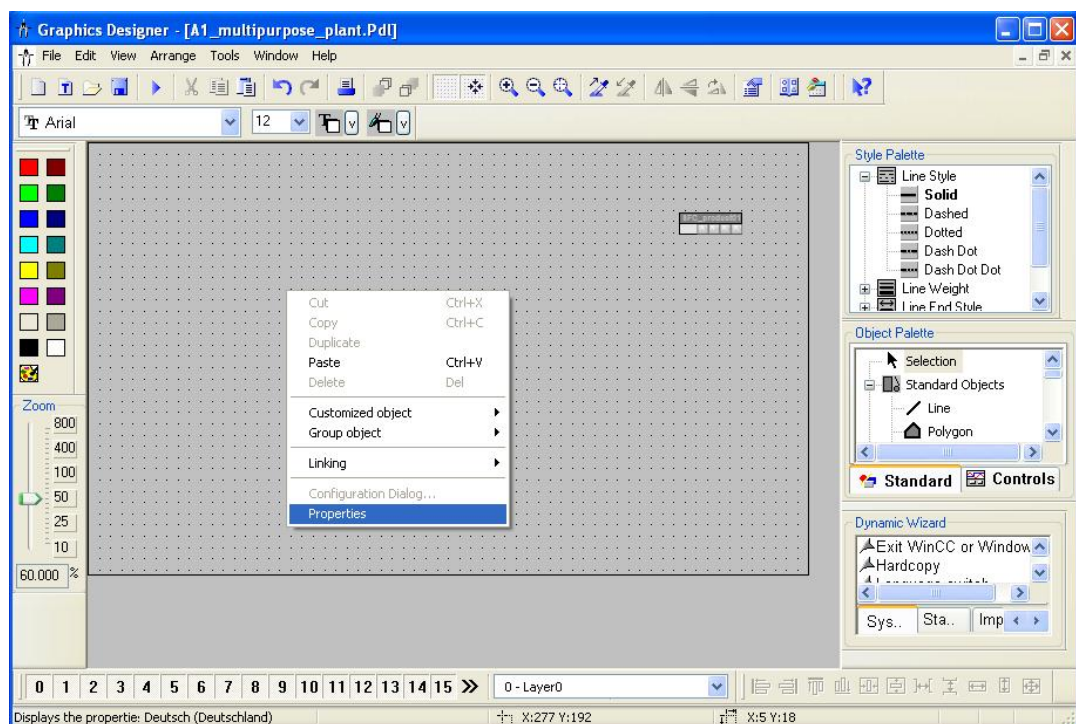 Graphics Designer - [A1_multipurpose_plant.Pdl]
File Edit View Arrange Tools Window Help
Arial 12
Style Palette
Line Style
Solid
Dashed
Dotted
Dash Dot
Dash Dot Dot
Line Weight
Line End Style
Cut Ctrl+X
Copy Ctrl+C
Duplicate
Paste Ctrl+V
Delete Del
Customized object
Group object
Linking
Configuration Dialog...
Properties
Zoom
800
400
100
50
25
10
60.000 %
Object Palette
Selection
Standard Objects
Line
Polygon
Standard Controls
Dynamic Wizard
Exit WinCC or Window
Hardcopy
Sys.. Sta.. Imp
0 1 2 3 4 5 6 7 8 9 10 11 12 13 14 15 0 - Layer0
Displays the propertie: Deutsch (Deutschland) X:277 Y:192 X:5 Y:18